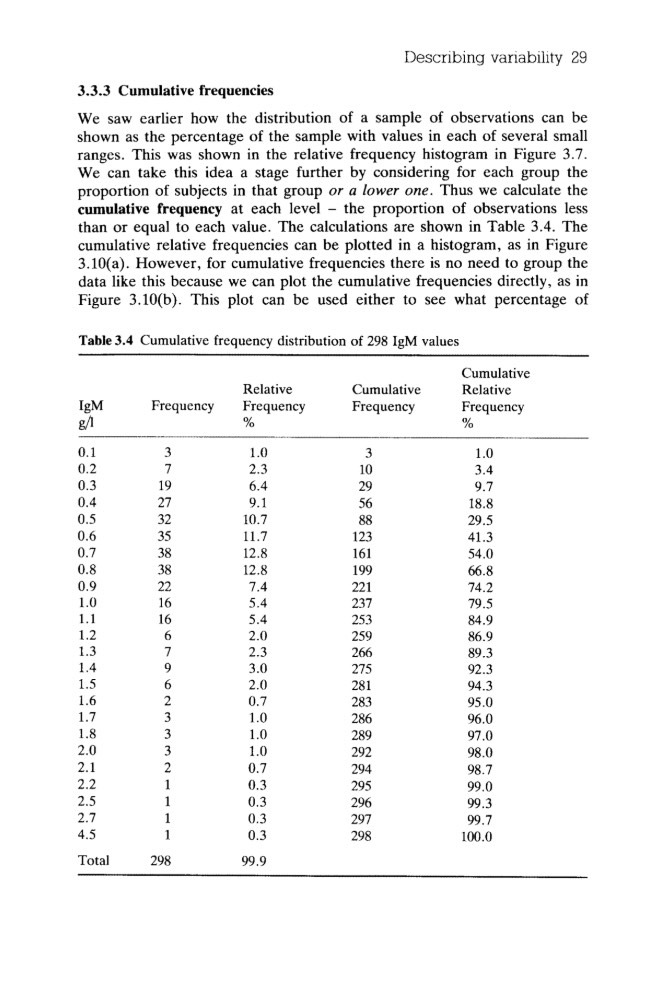 Describing variability 29
3.3.3 Cumulative frequencies
We saw earlier how the distribution of a sample of observations can be
shown as the percentage of the sample with values in each of several small
ranges. This was shown in the relative frequency histogram in Figure 3.7.
We can take this idea a stage further by considering for each group the
proportion of subjects in that group or a lower one. Thus we calculate the
cumulative frequency at each level – the proportion of observations less
than or equal to each value. The calculations are shown in Table 3.4. The
cumulative relative frequencies can be plotted in a histogram, as in Figure
3.10(a). However, for cumulative frequencies there is no need to group the
data like this because we can plot the cumulative frequencies directly, as in
Figure 3.10(b). This plot can be used either to see what percentage of
Table 3.4 Cumulative frequency distribution of 298 IgM values
Cumulative
Relative Cumulative Relative
IgM Frequency Frequency Frequency Frequency
g/l % %
0.1 3 1.0 3 1.0
0.2 7 2.3 10 3.4
0.3 19 6.4 29 9.7
0.4 27 9.1 56 18.8
0.5 32 10.7 88 29.5
0.6 35 11.7 123 41.3
0.7 38 12.8 161 54.0
0.8 38 12.8 199 66.8
0.9 22 7.4 221 74.2
1.0 16 5.4 237 79.5
1.1 16 5.4 253 84.9
1.2 6 2.0 259 86.9
1.3 7 2.3 266 89.3
1.4 9 3.0 275 92.3
1.5 6 2.0 281 94.3
1.6 2 0.7 283 95.0
1.7 3 1.0 286 96.0
1.8 3 1.0 289 97.0
2.0 3 1.0 292 98.0
2.1 2 0.7 294 98.7
2.2 1 0.3 295 99.0
2.5 1 0.3 296 99.3
2.7 1 0.3 297 99.7
4.5 1 0.3 298 100.0
Total 298 99.9